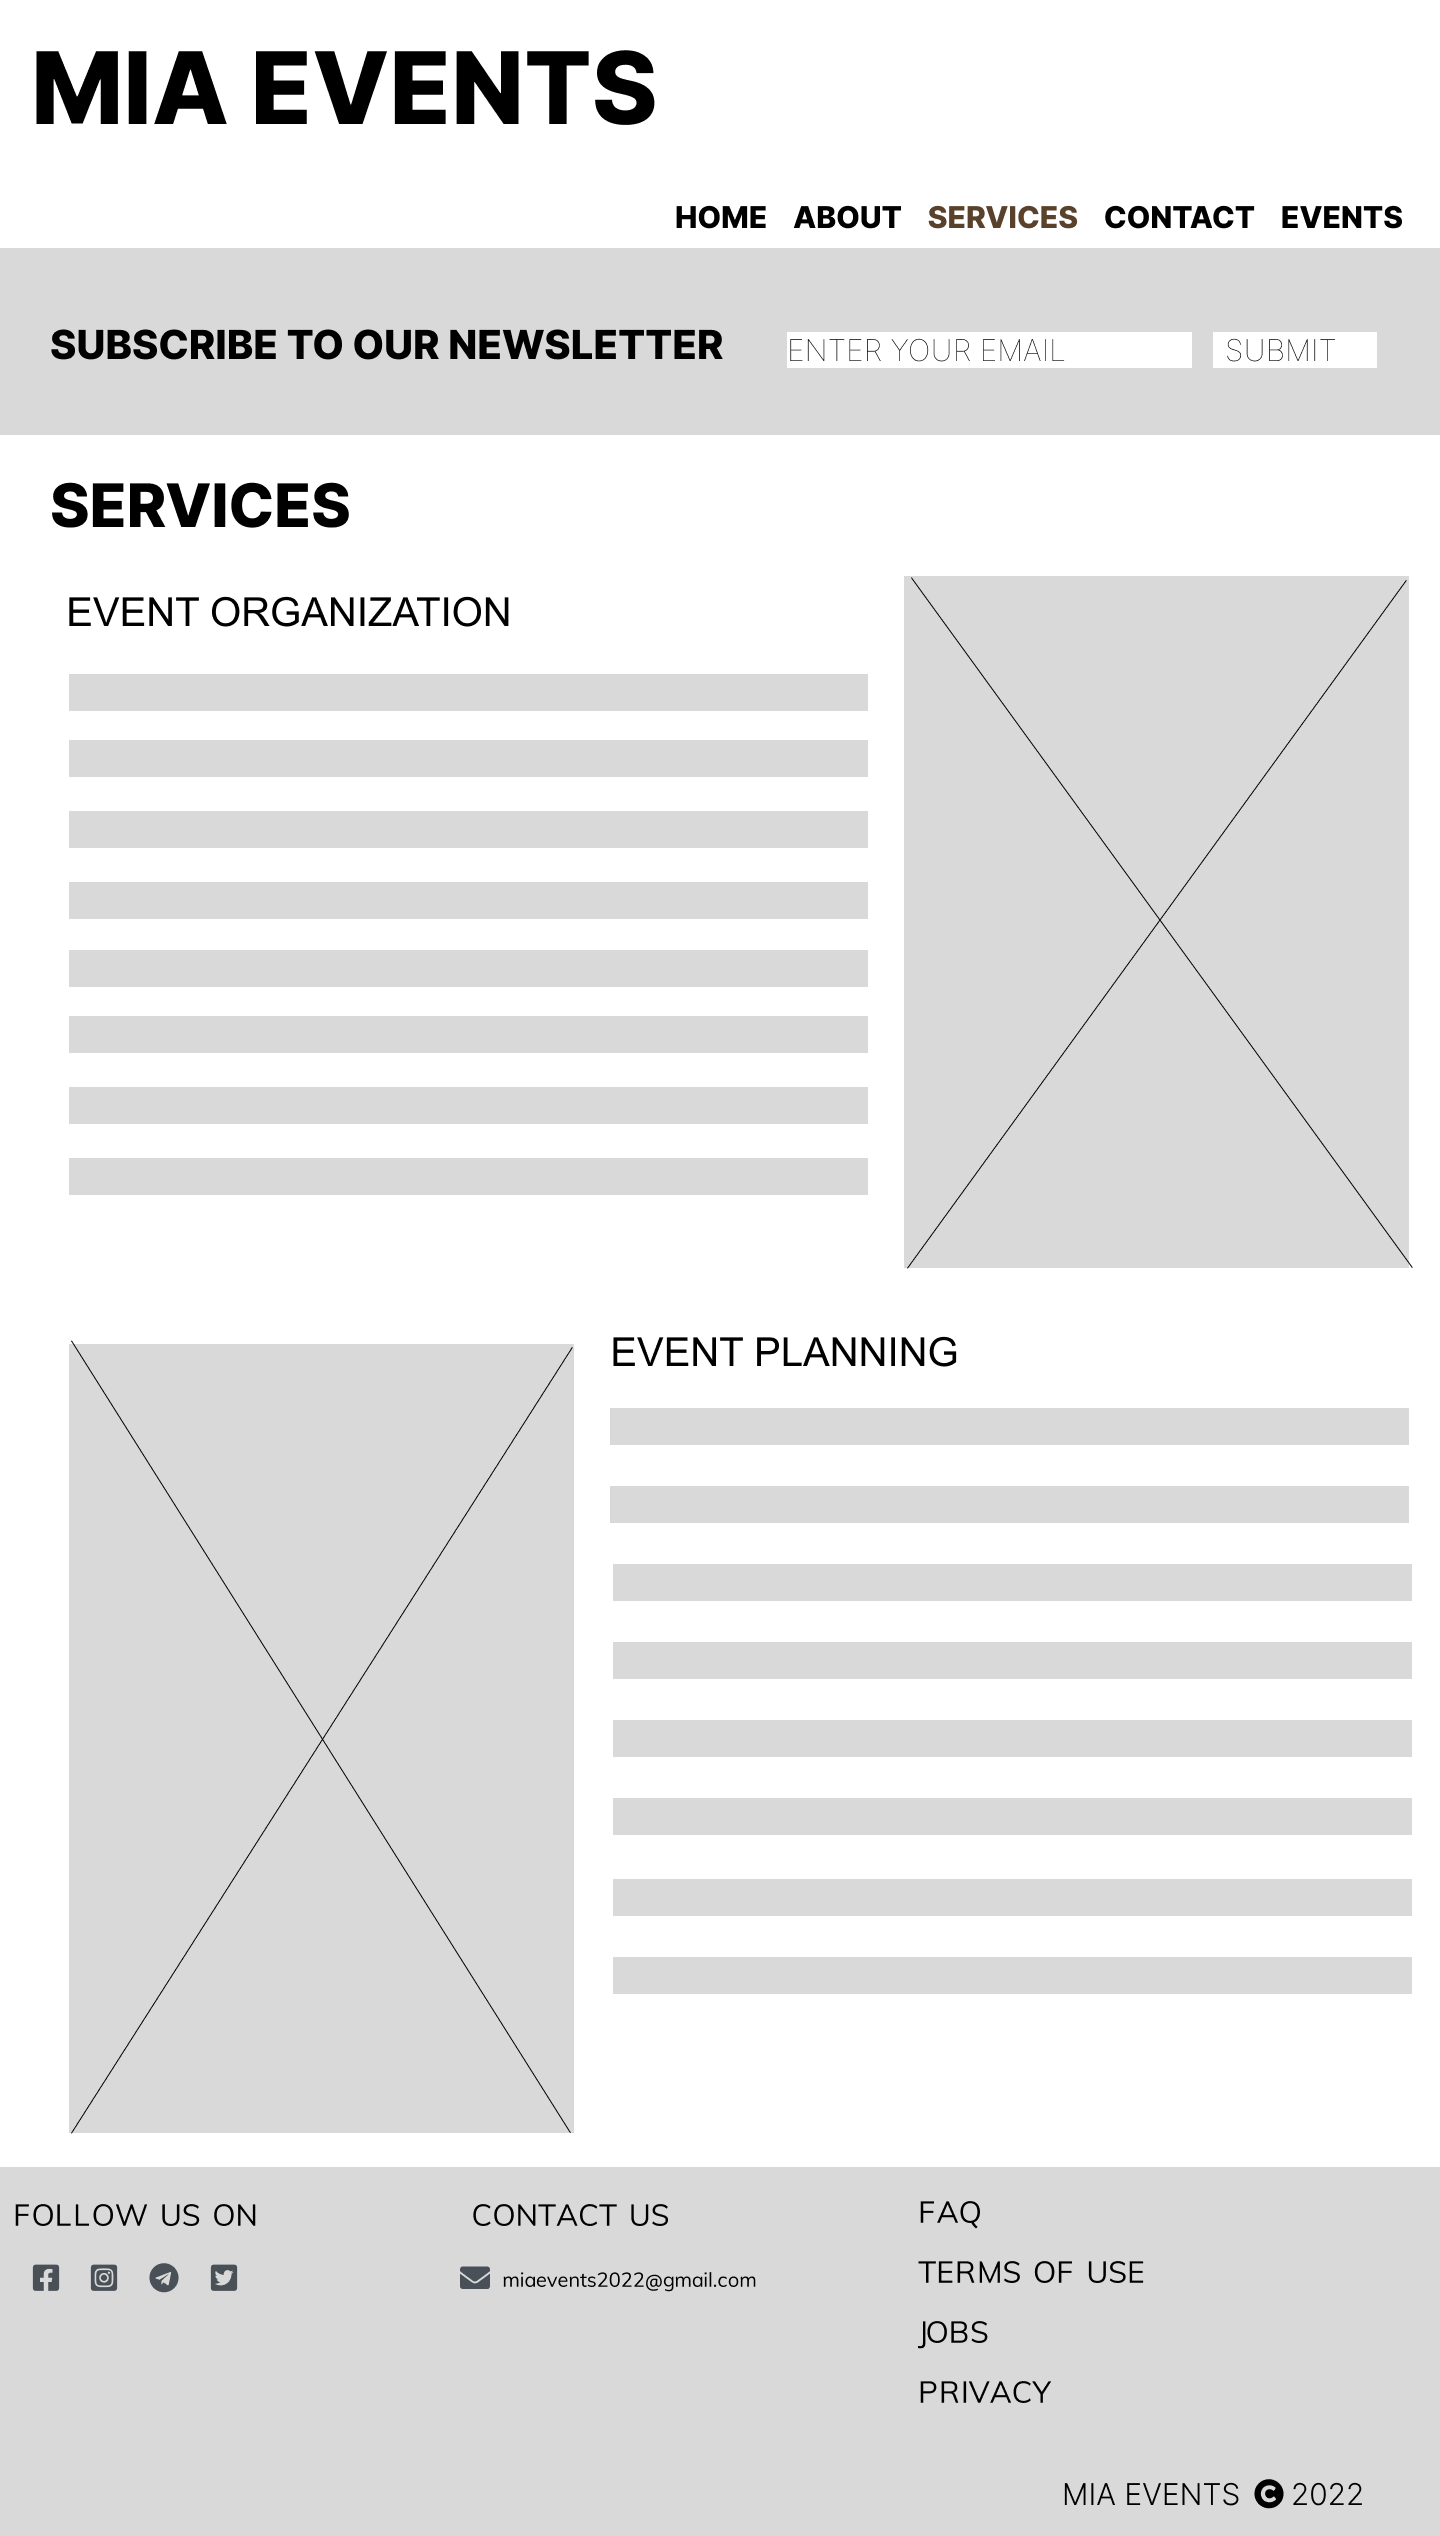 MIA EVENTS
HOME ABOUT SERVICES CONTACT EVENTS
SUBSCRIBE TO OUR NEWSLETTER ENTER YOUR EMAIL SUBMIT
SERVICES
EVENT ORGANIZATION
EVENT PLANNING
FOLLOW US ON
CONTACT US
miaevents2022@gmail.com
FAQ
TERMS OF USE
JOBS
PRIVACY
MIA EVENTS © 2022